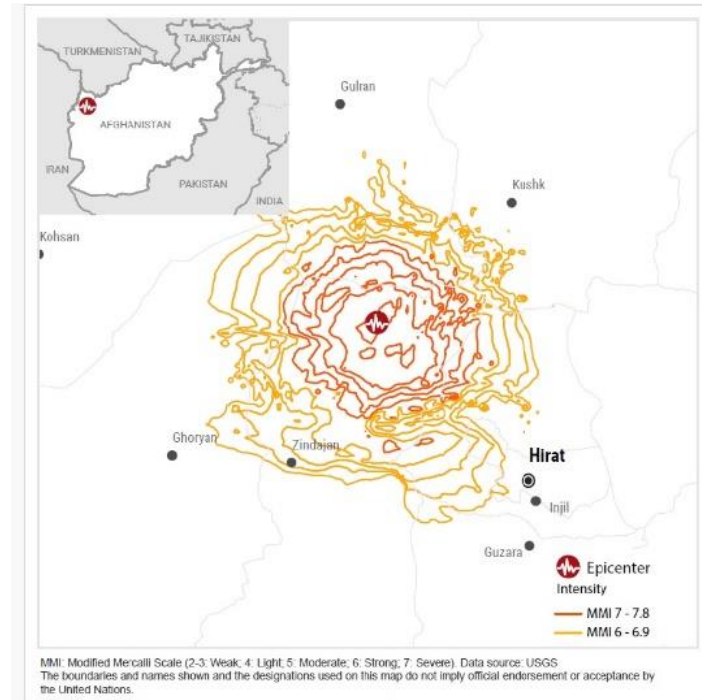 TAJIKISTAN
TURKMENISTAN
AFGHANISTAN
IRAN
PAKISTAN
INDIA
Gulran
Kushk
Kohsan
Ghoryan
Zindajan
Hirat
Injil
Guzara
Epicenter
Intensity
MMI 7 - 7.8
MMI 6 - 6.9
MMI: Modified Mercalli Scale (2-3: Weak; 4: Light; 5: Moderate; 6: Strong; 7: Severe). Data source: USGS
The boundaries and names shown and the designations used on this map do not imply official endorsement or acceptance by
the United Nations.